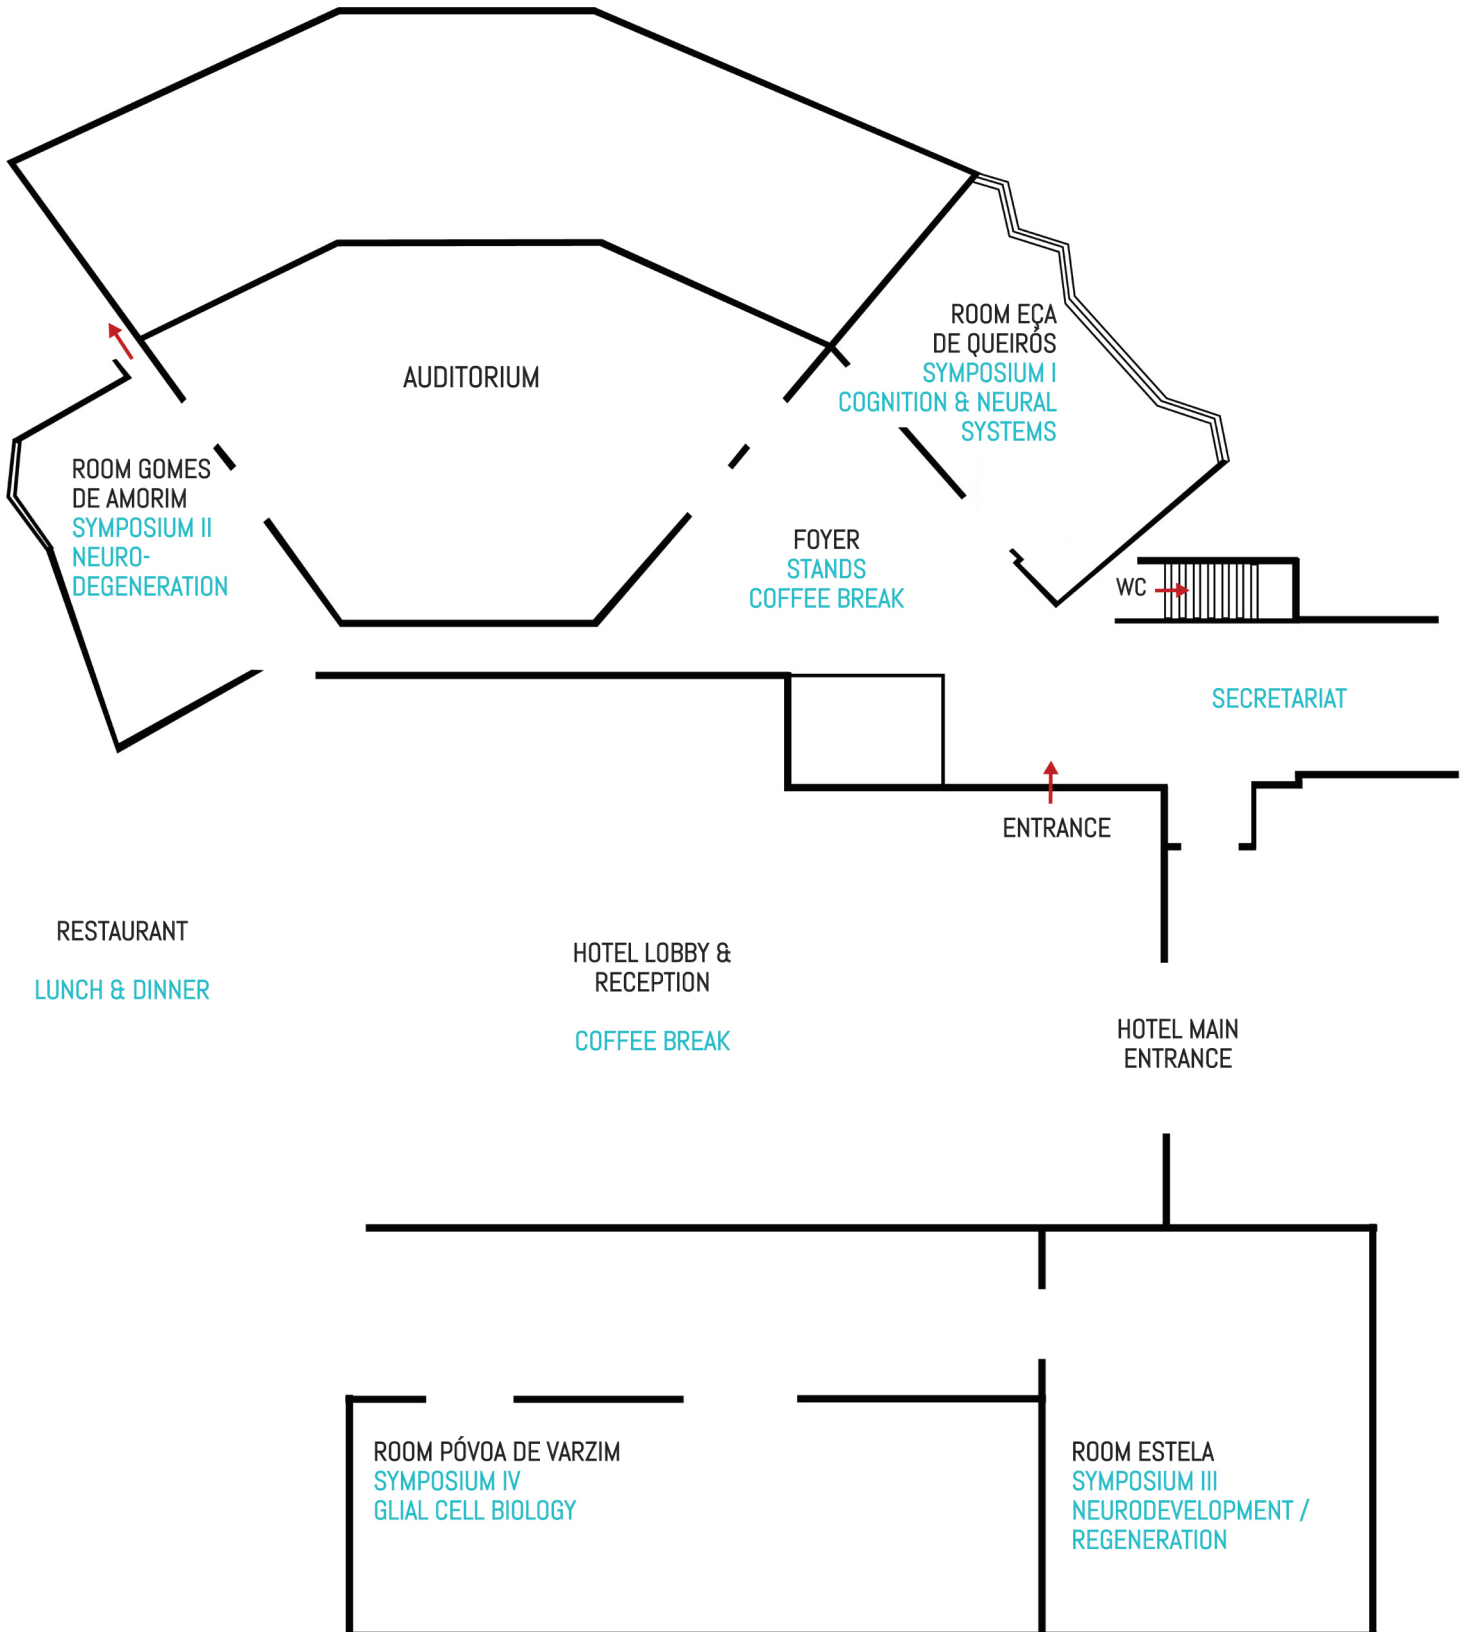 AUDITORIUM
ROOM EÇA
DE QUEIRÓS
SYMPOSIUM I
COGNITION & NEURAL
SYSTEMS
ROOM GOMES
DE AMORIM
SYMPOSIUM II
NEURO-
DEGENERATION
FOYER
STANDS
COFFEE BREAK
WC
SECRETARIAT
ENTRANCE
RESTAURANT
LUNCH & DINNER
HOTEL LOBBY &
RECEPTION
COFFEE BREAK
HOTEL MAIN
ENTRANCE
ROOM PÓVOA DE VARZIM
SYMPOSIUM IV
GLIAL CELL BIOLOGY
ROOM ESTELA
SYMPOSIUM III
NEURODEVELOPMENT /
REGENERATION